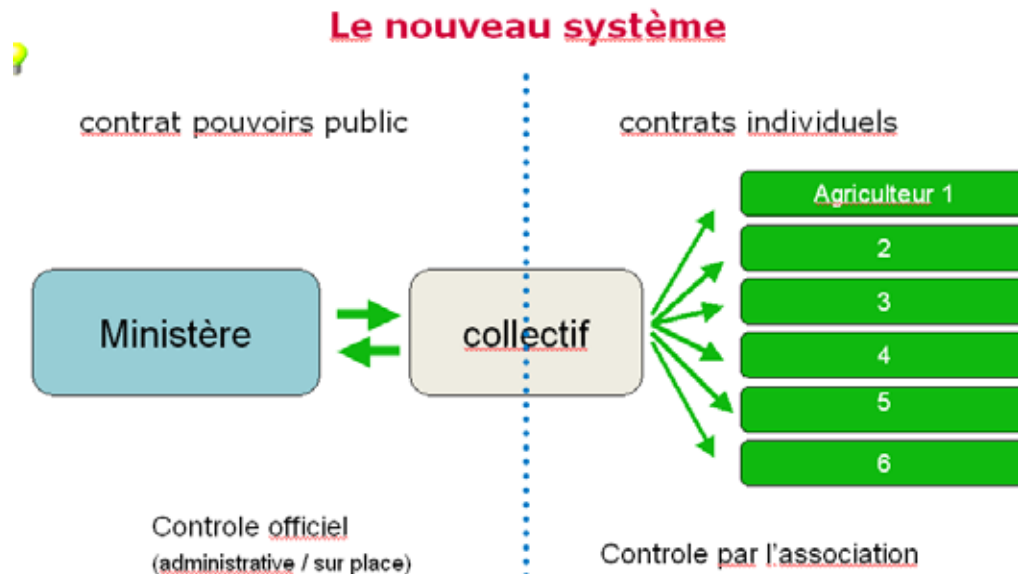 Le nouveau système
contrat pouvoirs public
contrats individuels
Ministère
collectif
Agriculteur 1
2
3
4
5
6
Controle officiel
(administrative / sur place)
Controle par l'association